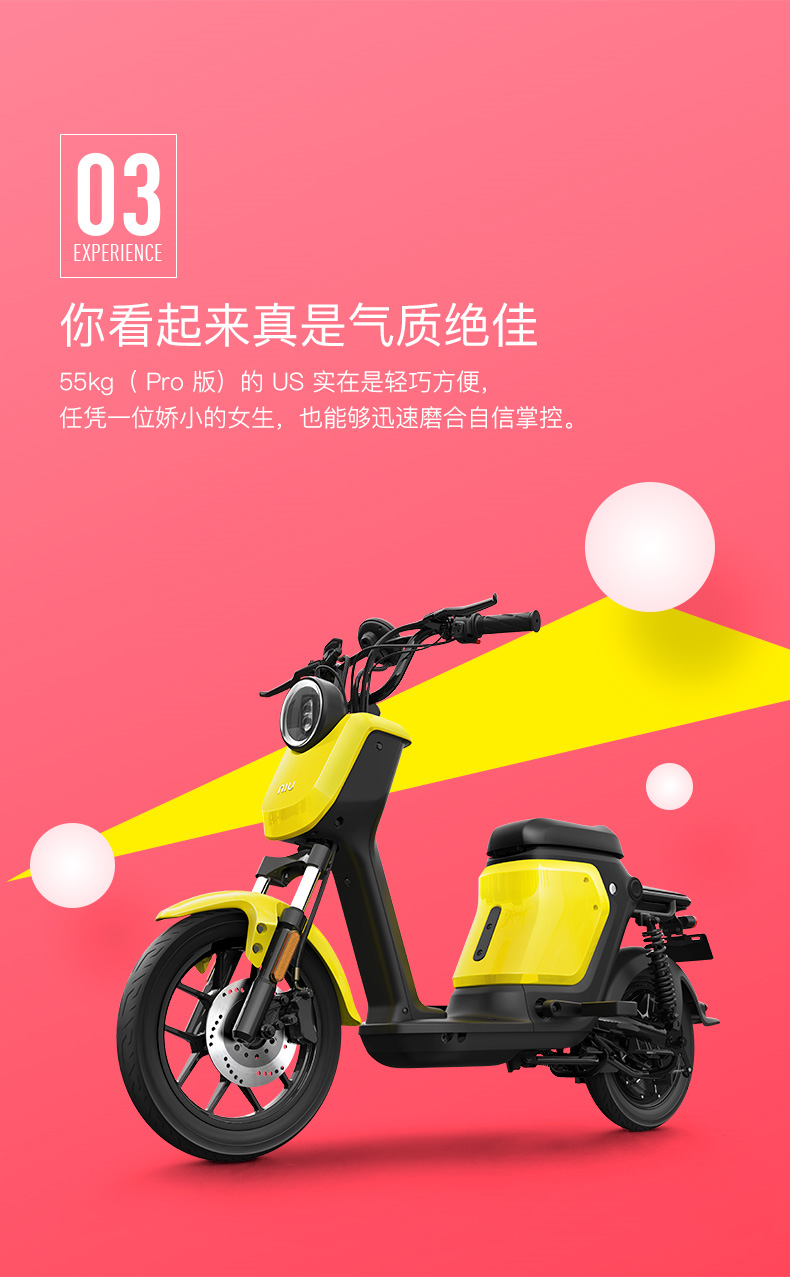 03
EXPERIENCE
你看起来真是气质绝佳
55kg（ Pro 版）的 US 实在是轻巧方便，
任凭一位娇小的女生，也能够迅速磨合自信掌控。
NIU